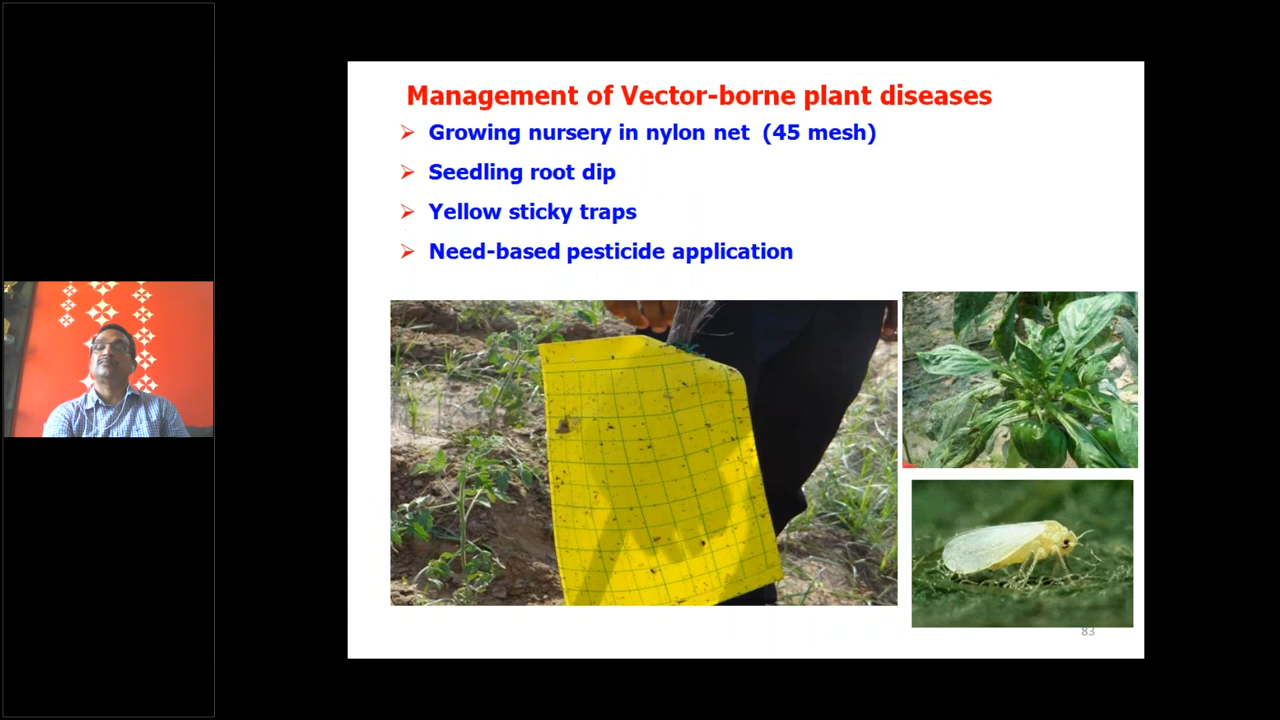 Management of Vector-borne plant diseases
Growing nursery in nylon net (45 mesh)
Seedling root dip
Yellow sticky traps
Need-based pesticide application
83